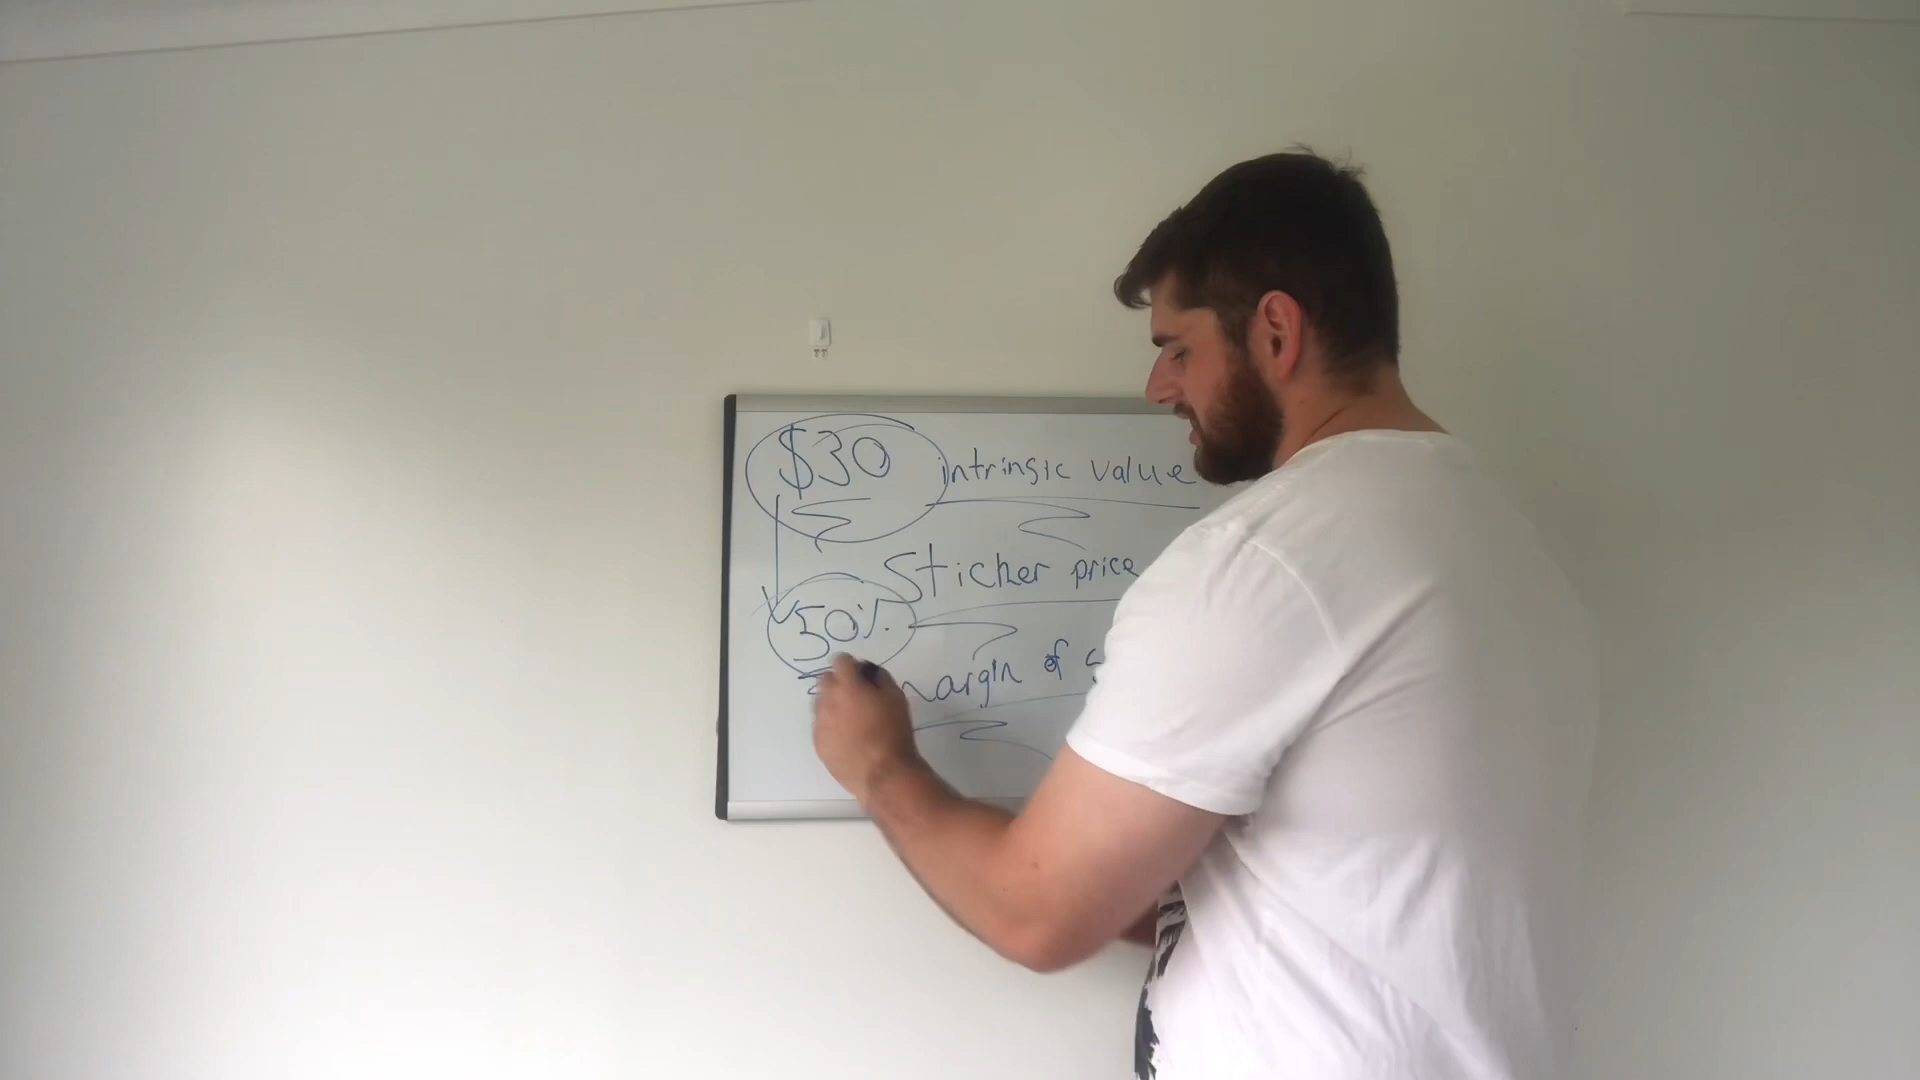 $30 intrinsic value
Sticker price
50%
margin of